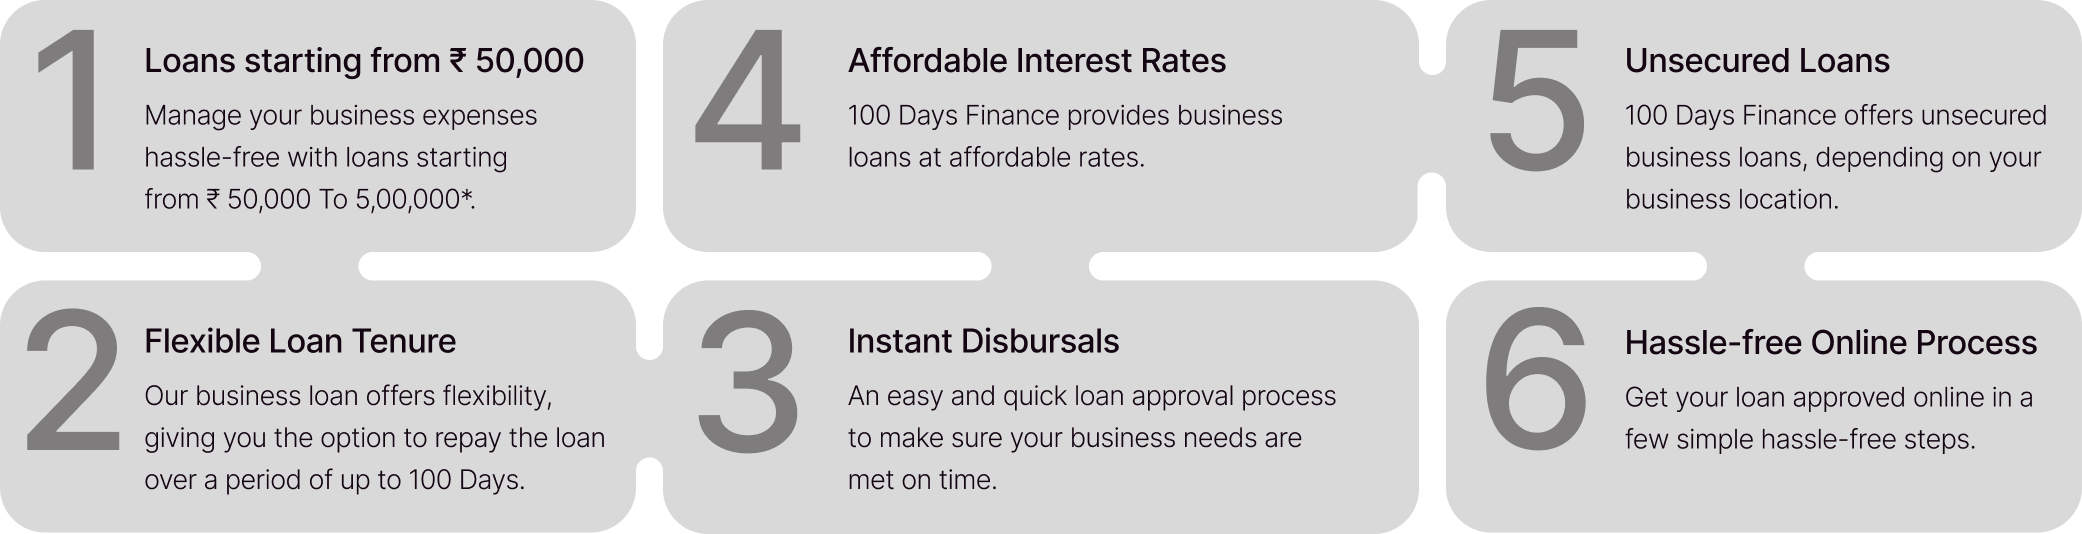 1
Loans starting from ₹ 50,000
Manage your business expenses
hassle-free with loans starting
from ₹ 50,000 To 5,00,000*.
2
Flexible Loan Tenure
Our business loan offers flexibility,
giving you the option to repay the loan
over a period of up to 100 Days.
3
Instant Disbursals
An easy and quick loan approval process
to make sure your business needs are
met on time.
4
Affordable Interest Rates
100 Days Finance provides business
loans at affordable rates.
5
Unsecured Loans
100 Days Finance offers unsecured
business loans, depending on your
business location.
6
Hassle-free Online Process
Get your loan approved online in a
few simple hassle-free steps.